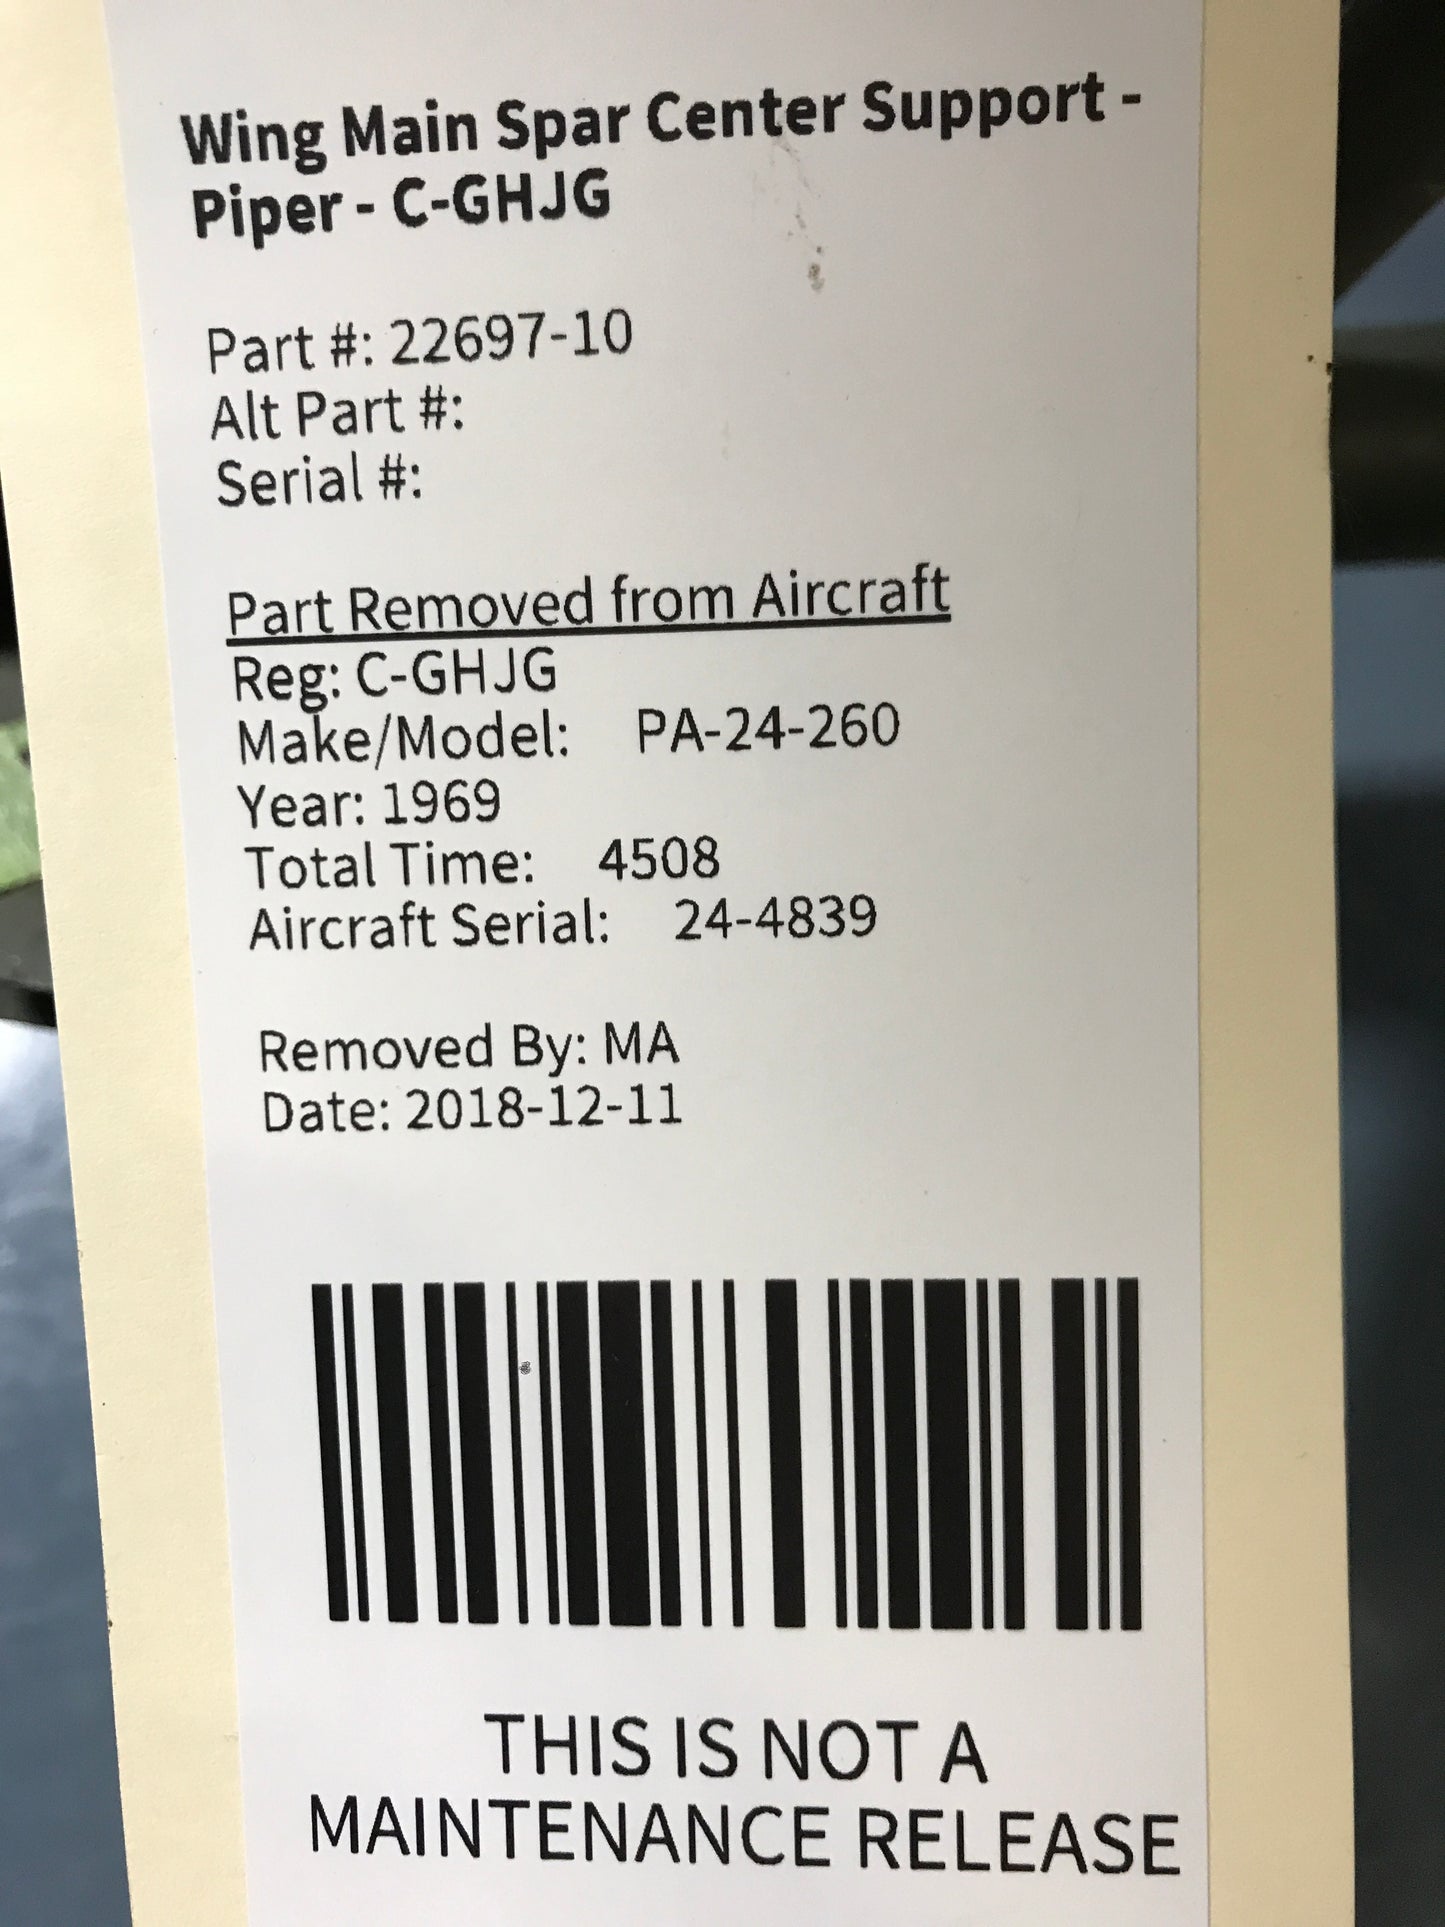 Wing Main Spar Center Support -
Piper - C-GHJG
Part #: 22697-10
Alt Part #:
Serial #:
Part Removed from Aircraft
Reg: C-GHJG
Make/Model: PA-24-260
Year: 1969
Total Time: 4508
Aircraft Serial: 24-4839
Removed By: MA
Date: 2018-12-11
THIS IS NOT A
MAINTENANCE RELEASE